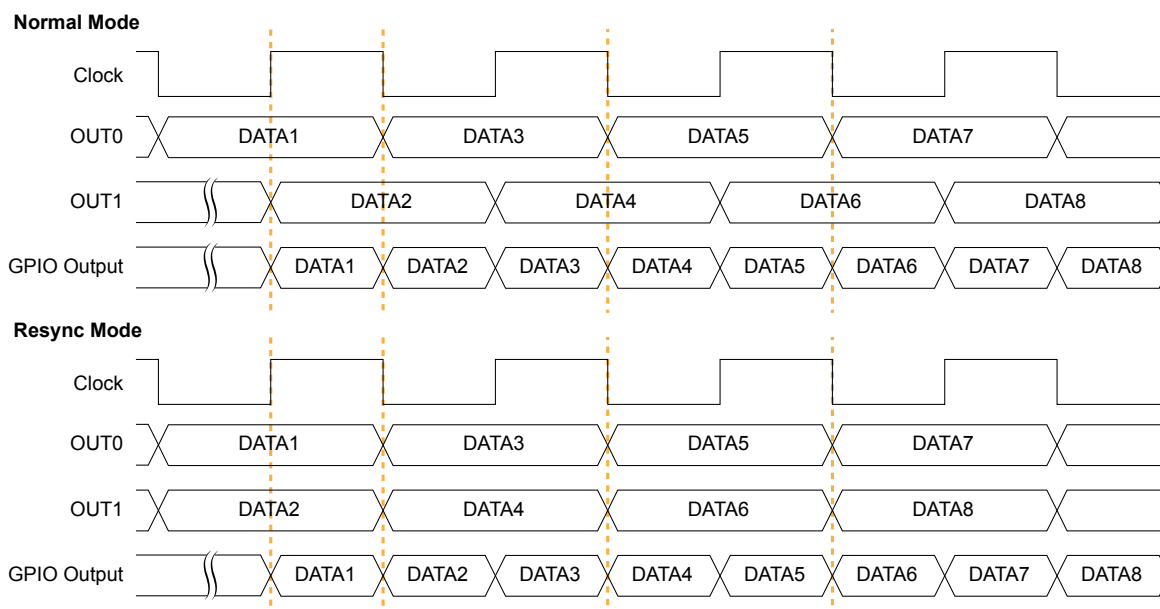 Normal Mode
Clock
OUT0 DATA1 DATA3 DATA5 DATA7
OUT1 DATA2 DATA4 DATA6 DATA8
GPIO Output DATA1 DATA2 DATA3 DATA4 DATA5 DATA6 DATA7 DATA8
Resync Mode
Clock
OUT0 DATA1 DATA3 DATA5 DATA7
OUT1 DATA2 DATA4 DATA6 DATA8
GPIO Output DATA1 DATA2 DATA3 DATA4 DATA5 DATA6 DATA7 DATA8